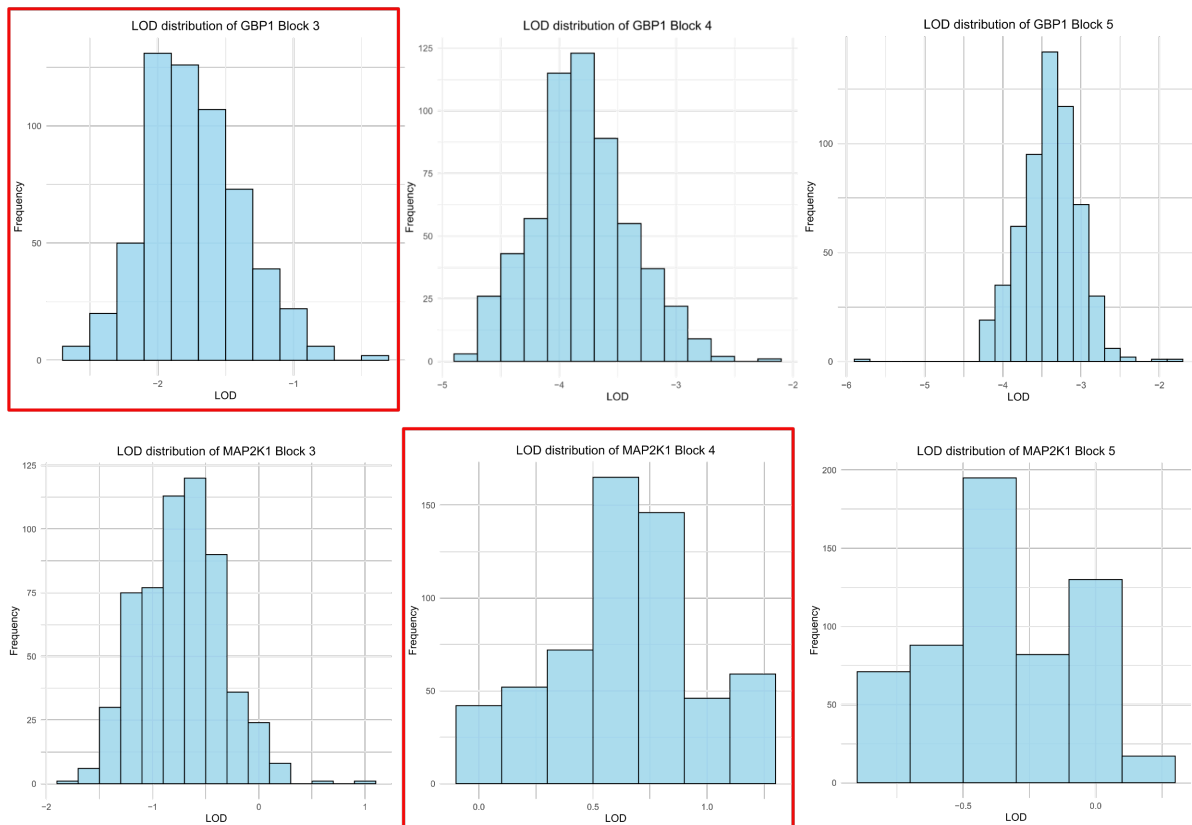 LOD distribution of GBP1 Block 3
Frequency
100
50
0
−2
−1
LOD
LOD distribution of GBP1 Block 4
Frequency
125
100
75
50
25
0
−5
−4
−3
−2
LOD
LOD distribution of GBP1 Block 5
Frequency
100
50
0
−6
−5
−4
−3
−2
LOD
LOD distribution of MAP2K1 Block 3
Frequency
125
100
75
50
25
0
−2
−1
0
1
LOD
LOD distribution of MAP2K1 Block 4
Frequency
150
100
50
0
0.0
0.5
1.0
LOD
LOD distribution of MAP2K1 Block 5
Frequency
200
150
100
50
0
−0.5
0.0
LOD